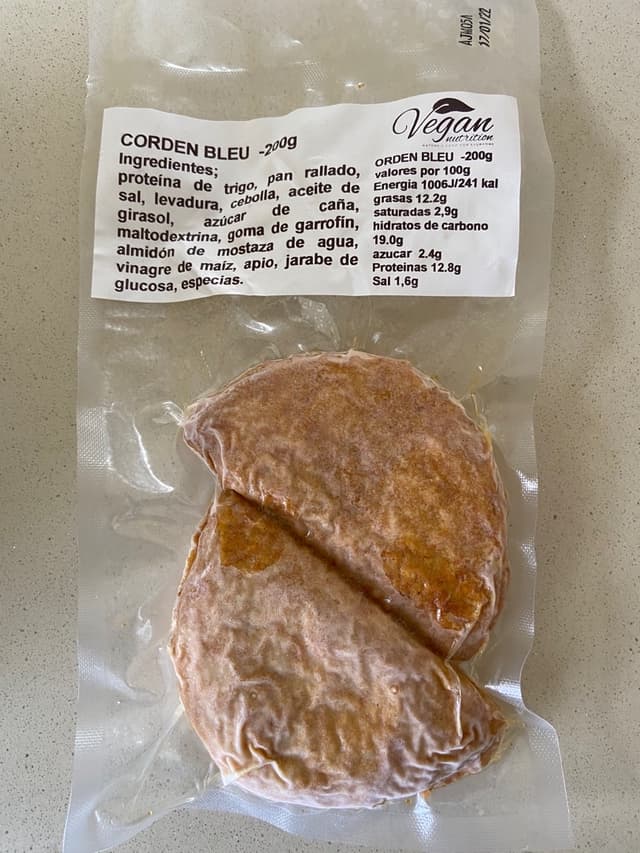 AJW05A
17/01/22
CORDEN BLEU -200g
Ingredientes;
proteína de trigo, pan rallado,
sal, levadura, cebolla, aceite de
girasol, azúcar de caña,
maltodextrina, goma de garrofín,
almidón de mostaza de agua,
vinagre de maíz, apio, jarabe de
glucosa, especias.
Vegan
nutrition
ORDEN BLEU -200g
valores por 100g
Energia 1006J/241 kal
grasas 12.2g
saturadas 2,9g
hidratos de carbono
19.0g
azucar 2.4g
Proteinas 12.8g
Sal 1,6g